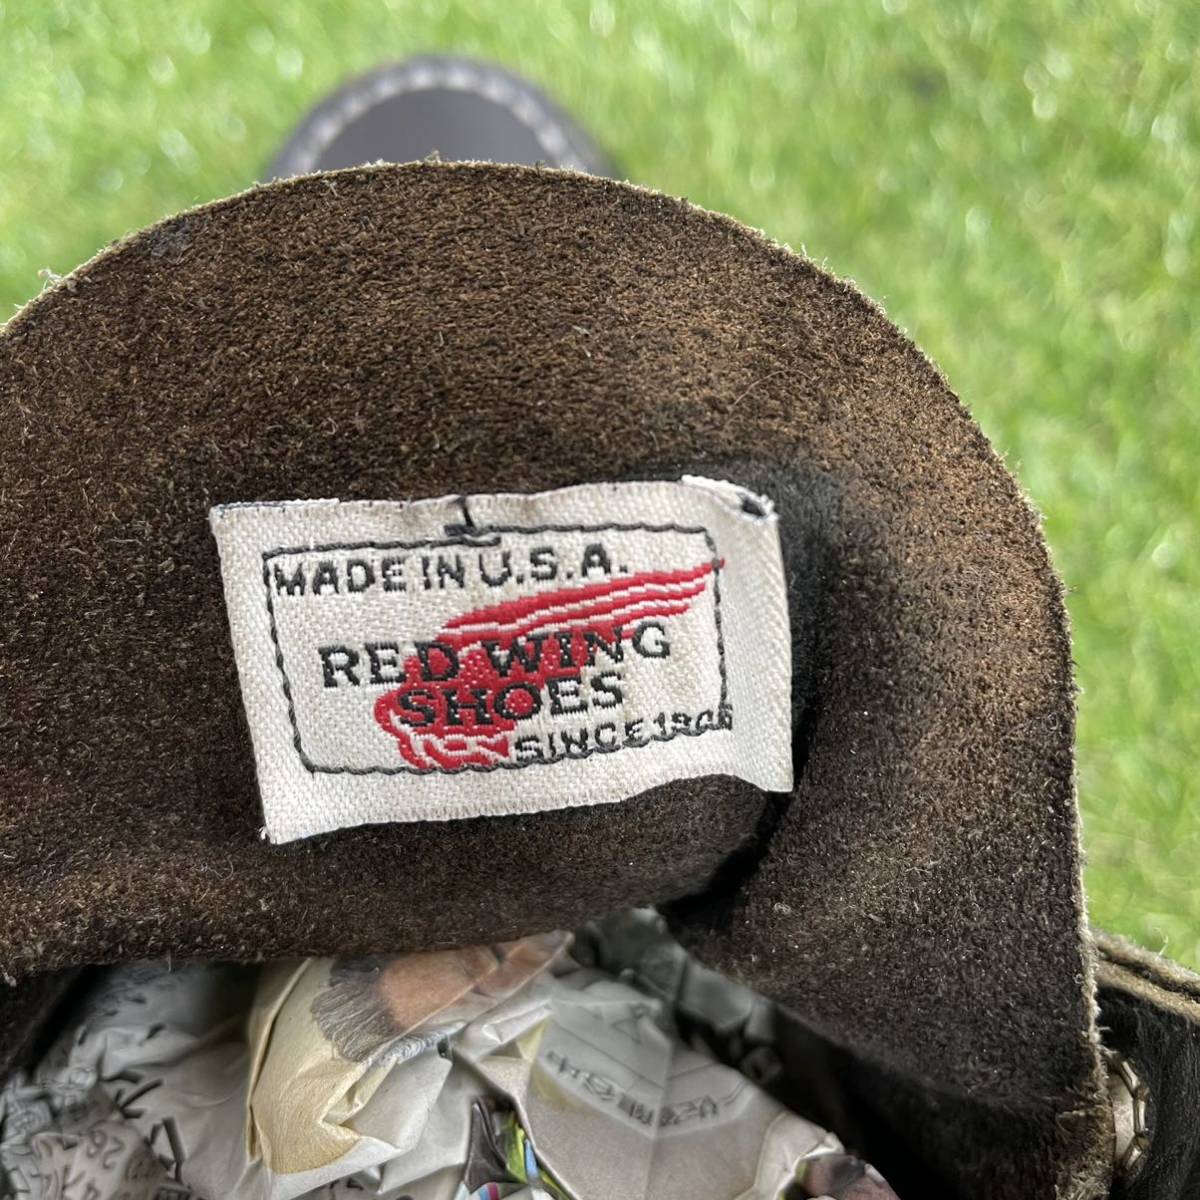 MADE IN U.S.A.
RED WING
SHOES
SINCE 1905